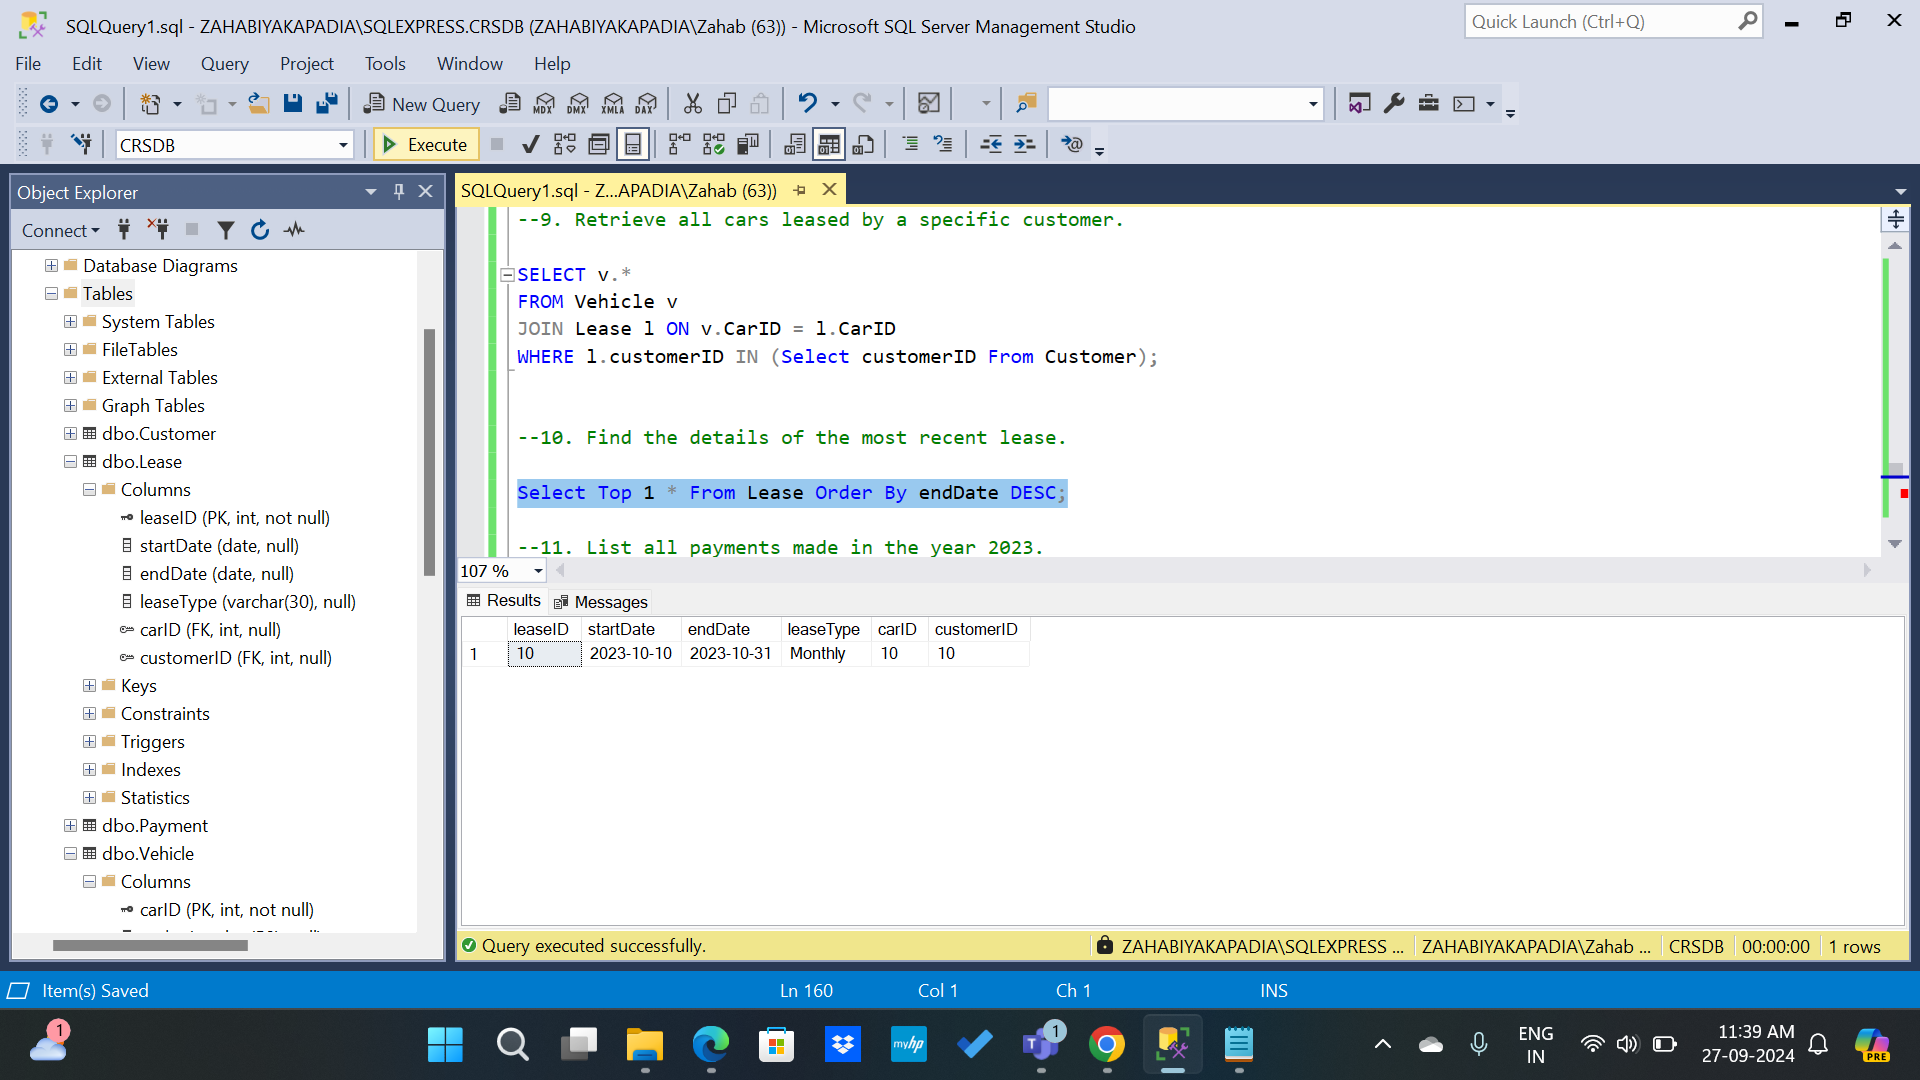 SQLQuery1.sql - ZAHABIYAKAPADIA\SQLEXPRESS.CRSDB (ZAHABIYAKAPADIA\Zahab (63)) - Microsoft SQL Server Management Studio
Quick Launch (Ctrl+Q)
File Edit View Query Project Tools Window Help
New Query MDX DMX XMLA DAX
CRSDB Execute
Object Explorer
Connect
Database Diagrams
Tables
System Tables
FileTables
External Tables
Graph Tables
dbo.Customer
dbo.Lease
Columns
leaseID (PK, int, not null)
startDate (date, null)
endDate (date, null)
leaseType (varchar(30), null)
carID (FK, int, null)
customerID (FK, int, null)
Keys
Constraints
Triggers
Indexes
Statistics
dbo.Payment
dbo.Vehicle
Columns
carID (PK, int, not null)
SQLQuery1.sql - Z...APADIA\Zahab (63))
--9. Retrieve all cars leased by a specific customer.
SELECT v.*
FROM Vehicle v
JOIN Lease l ON v.CarID = l.CarID
WHERE l.customerID IN (Select customerID From Customer);
--10. Find the details of the most recent lease.
Select Top 1 * From Lease Order By endDate DESC;
--11. List all payments made in the year 2023.
107 %
Results Messages
leaseID startDate endDate leaseType carID customerID
1 10 2023-10-10 2023-10-31 Monthly 10 10
Query executed successfully. ZAHABIYAKAPADIA\SQLEXPRESS ... ZAHABIYAKAPADIA\Zahab ... CRSDB 00:00:00 1 rows
Item(s) Saved Ln 160 Col 1 Ch 1 INS
1
myhp
1
ENG
IN
11:39 AM
27-09-2024
PRE